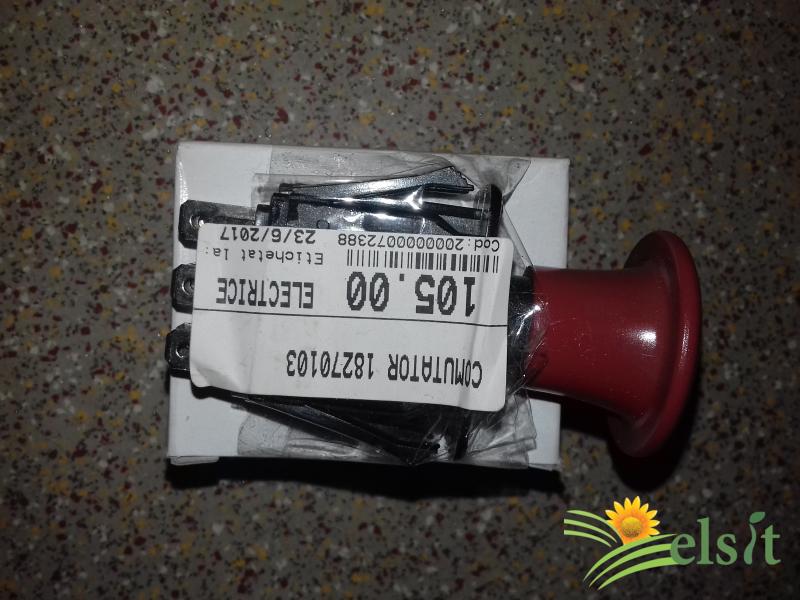 COMUTATOR 18270103
105.00 ELECTRICE
Etichetat la:
Cod: 2000000072388 23/6/2017
elsit